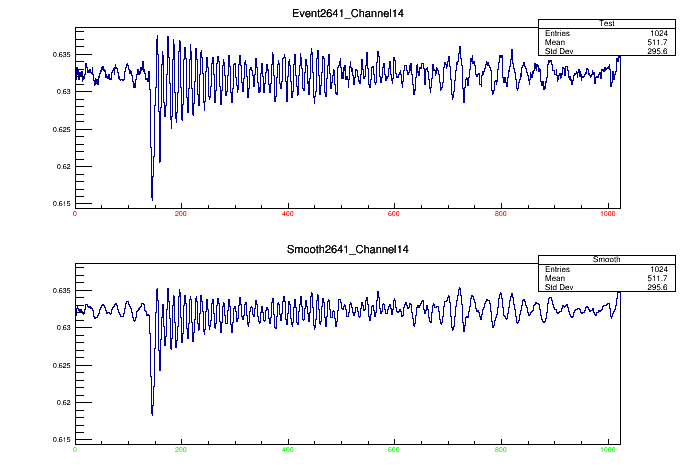 Event2641_Channel14
Test
Entries 1024
Mean 511.7
Std Dev 295.6
0.635
0.63
0.625
0.62
0.615
0 200 400 600 800 1000
Smooth2641_Channel14
Smooth
Entries 1024
Mean 511.7
Std Dev 295.6
0.635
0.63
0.625
0.62
0.615
0 200 400 600 800 1000